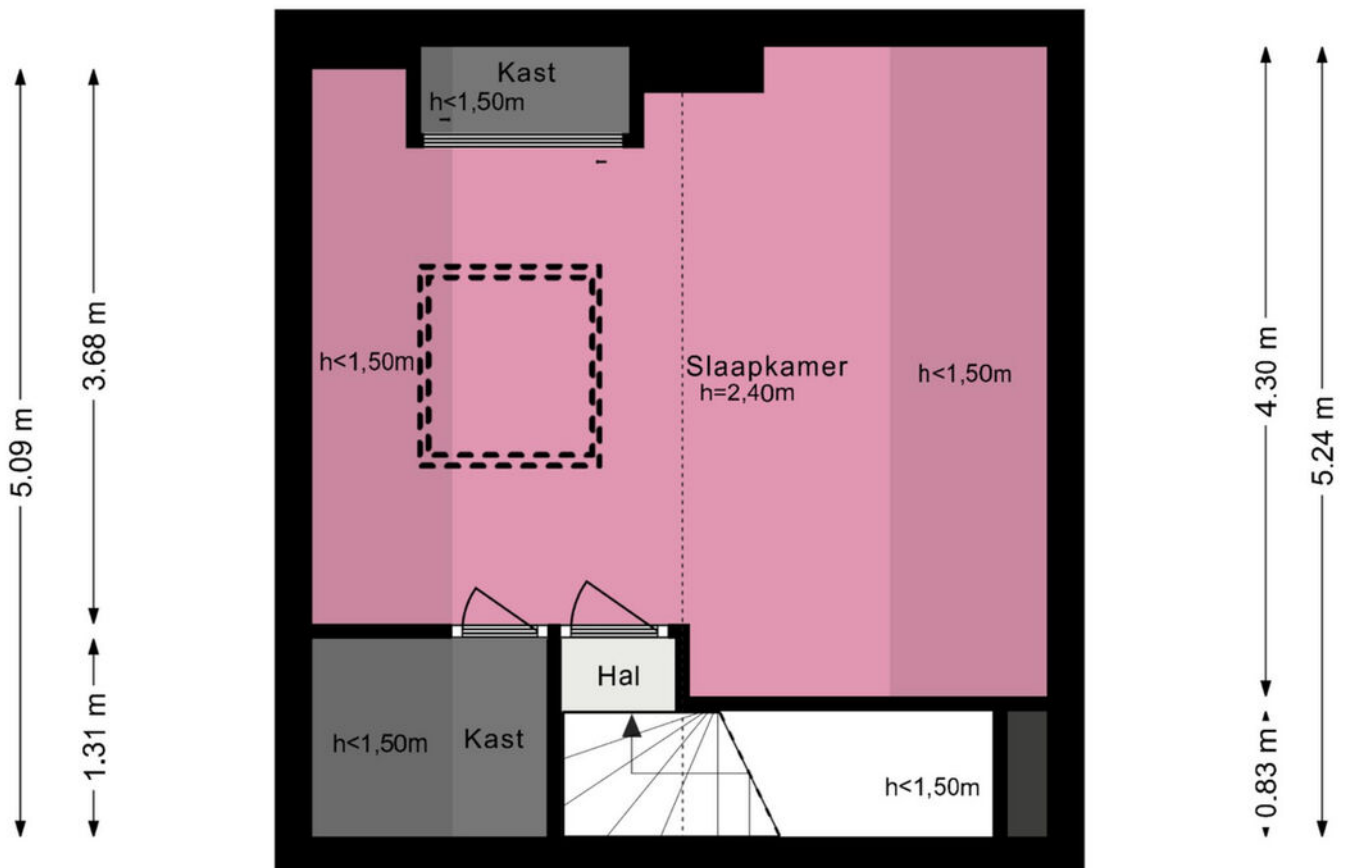 Kast
h<1,50m
h<1,50m
Slaapkamer
h=2,40m
h<1,50m
Hal
h<1,50m
Kast
h<1,50m
5.09 m
3.68 m
1.31 m
4.30 m
0.83 m
5.24 m